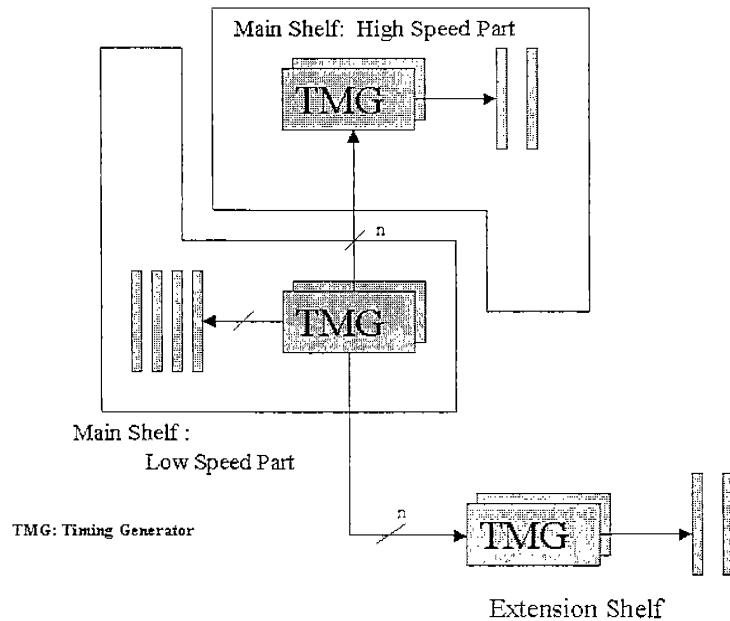 Main Shelf: High Speed Part
TMG
n
TMG
Main Shelf :
Low Speed Part
n
TMG: Timing Generator
TMG
Extension Shelf